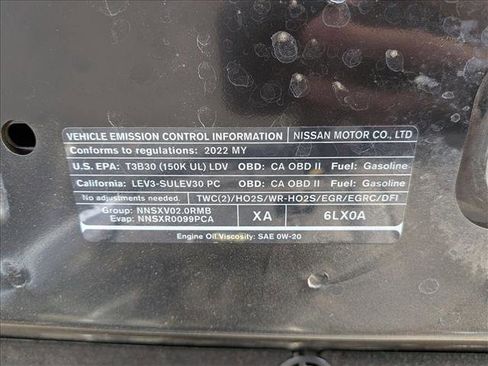 VEHICLE EMISSION CONTROL INFORMATION NISSAN MOTOR CO., LTD
Conforms to regulations: 2022 MY
U.S. EPA: T3B30 (150K UL) LDV OBD: CA OBD II Fuel: Gasoline
California: LEV3-SULEV30 PC OBD: CA OBD II Fuel: Gasoline
No adjustments needed. TWC(2)/HO2S/WR-HO2S/EGR/EGRC/DFI
Group: NNSXV02.0RMB
Evap: NNSXR0099PCA XA 6LX0A
Engine Oil Viscosity: SAE 0W-20